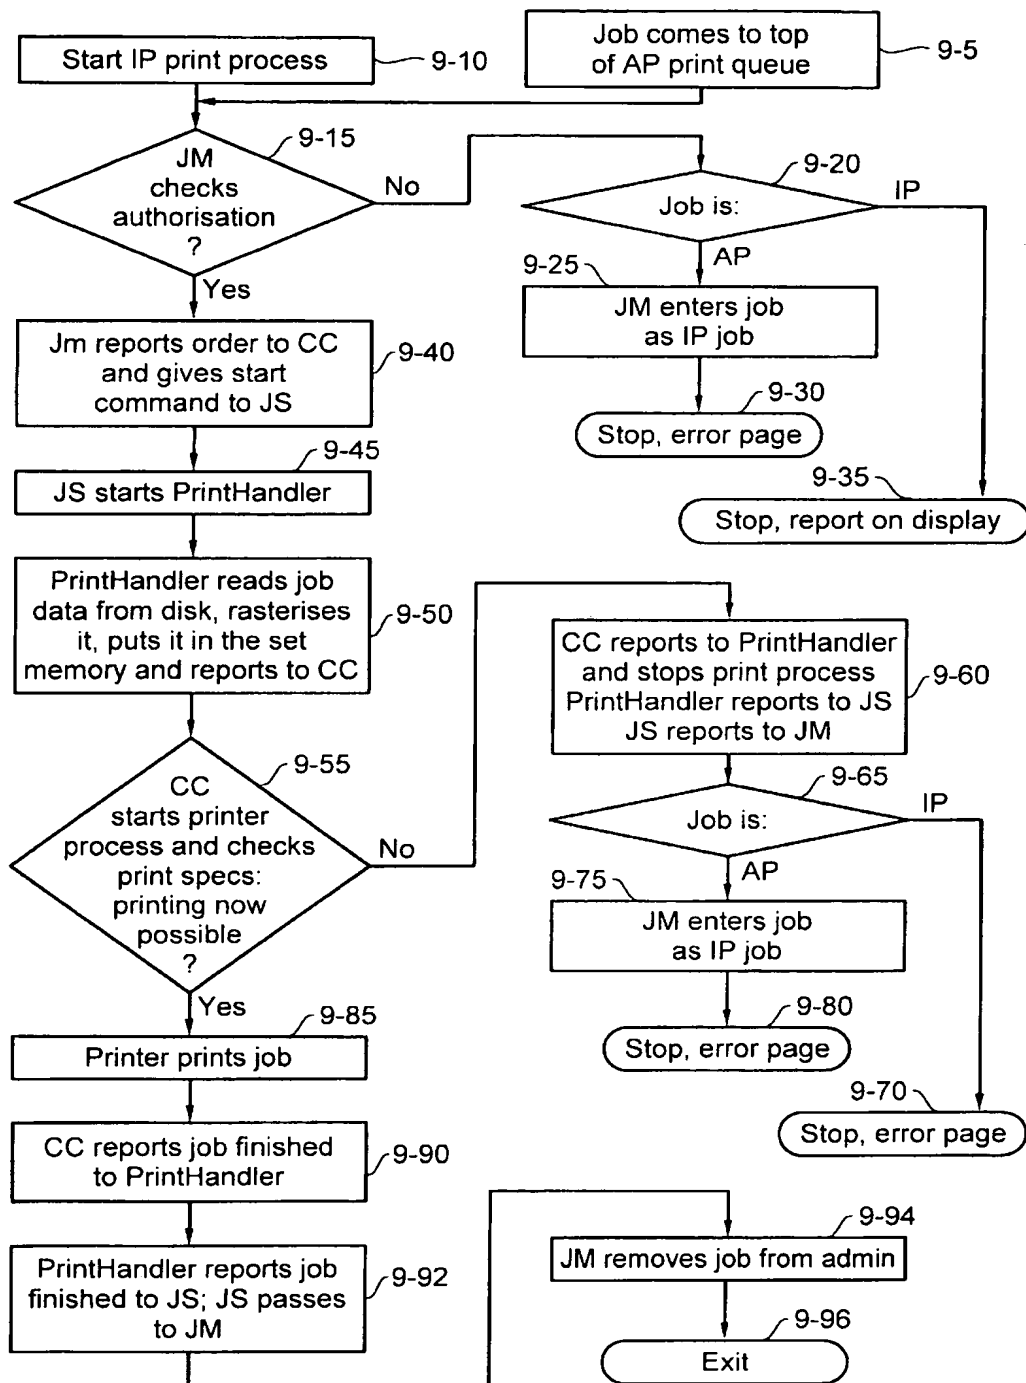 Start IP print process
9-10
Job comes to top
of AP print queue
9-5
9-15
JM
checks
authorisation
?
No
Yes
9-20
Job is:
IP
AP
9-25
JM enters job
as IP job
9-30
Stop, error page
9-35
Stop, report on display
Jm reports order to CC
and gives start
command to JS
9-40
9-45
JS starts PrintHandler
PrintHandler reads job
data from disk, rasterises
it, puts it in the set
memory and reports to CC
9-50
9-55
CC
starts printer
process and checks
print specs:
printing now
possible
?
No
Yes
CC reports to PrintHandler
and stops print process
PrintHandler reports to JS
JS reports to JM
9-60
9-65
Job is:
IP
AP
9-75
JM enters job
as IP job
9-80
Stop, error page
9-70
Stop, error page
9-85
Printer prints job
CC reports job finished
to PrintHandler
9-90
PrintHandler reports job
finished to JS; JS passes
to JM
9-92
9-94
JM removes job from admin
9-96
Exit